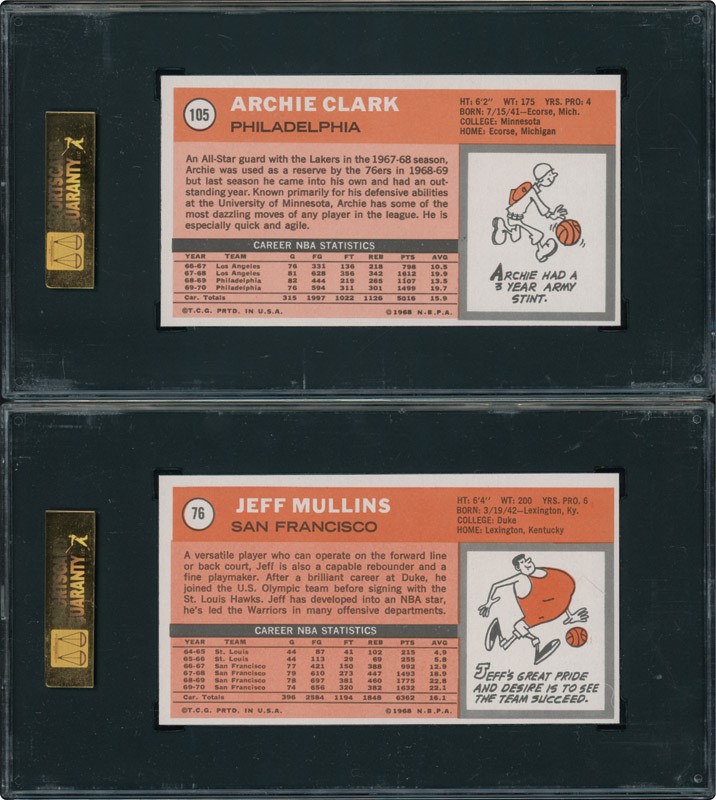 105
ARCHIE CLARK
PHILADELPHIA
HT: 6'2" WT: 175 YRS. PRO: 4
BORN: 7/15/41—Ecorse, Mich.
COLLEGE: Minnesota
HOME: Ecorse, Michigan
An All-Star guard with the Lakers in the 1967-68 season,
Archie was used as a reserve by the 76ers in 1968-69
but last season he came into his own and had an out-
standing year. Known primarily for his defensive abilities
at the University of Minnesota, Archie has some of the
most dazzling moves of any player in the league. He is
especially quick and agile.
CAREER NBA STATISTICS
YEAR TEAM G FG FT REB PTS AVG
66-67 Los Angeles 76 331 136 218 798 10.5
67-68 Los Angeles 81 628 356 342 1612 19.9
68-69 Philadelphia 82 444 219 265 1107 13.5
69-70 Philadelphia 76 594 311 301 1499 19.7
Car. Totals 315 1997 1022 1126 5016 15.9
©T.C.G. PRTD. IN U.S.A. ©1968 N.B.P.A.
ARCHIE HAD A
3 YEAR ARMY
STINT.
GUARANTY
76
JEFF MULLINS
SAN FRANCISCO
HT: 6'4" WT: 200 YRS. PRO. 6
BORN: 3/19/42—Lexington, Ky.
COLLEGE: Duke
HOME: Lexington, Kentucky
A versatile player who can operate on the forward line
or back court, Jeff is also a capable rebounder and a
fine playmaker. After a brilliant career at Duke, he
joined the U.S. Olympic team before signing with the
St. Louis Hawks. Jeff has developed into an NBA star,
he's led the Warriors in many offensive departments.
CAREER NBA STATISTICS
YEAR TEAM G FG FT REB PTS AVG
64-65 St. Louis 44 87 41 102 215 4.9
65-66 St. Louis 44 113 29 69 255 5.8
66-67 San Francisco 77 421 150 388 992 12.9
67-68 San Francisco 79 610 273 447 1493 18.9
68-69 San Francisco 78 697 381 460 1775 22.8
69-70 San Francisco 74 656 320 382 1632 22.1
Car. Totals 396 2584 1194 1848 6362 16.1
©T.C.G. PRTD. IN U.S.A. ©1968 N.B.P.A.
JEFF'S GREAT PRIDE
AND DESIRE IS TO SEE
THE TEAM SUCCEED.
GUARANTY